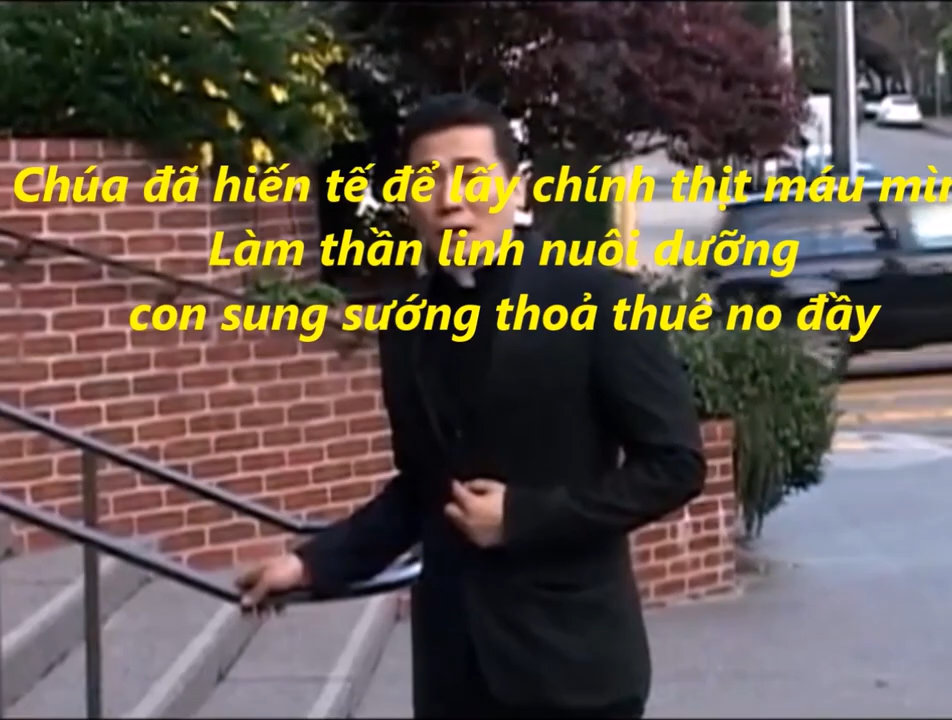 Chúa đã hiến tế để lấy chính thịt máu mìn
Làm thần linh nuôi dưỡng
con sung sướng thoả thuê no đầy